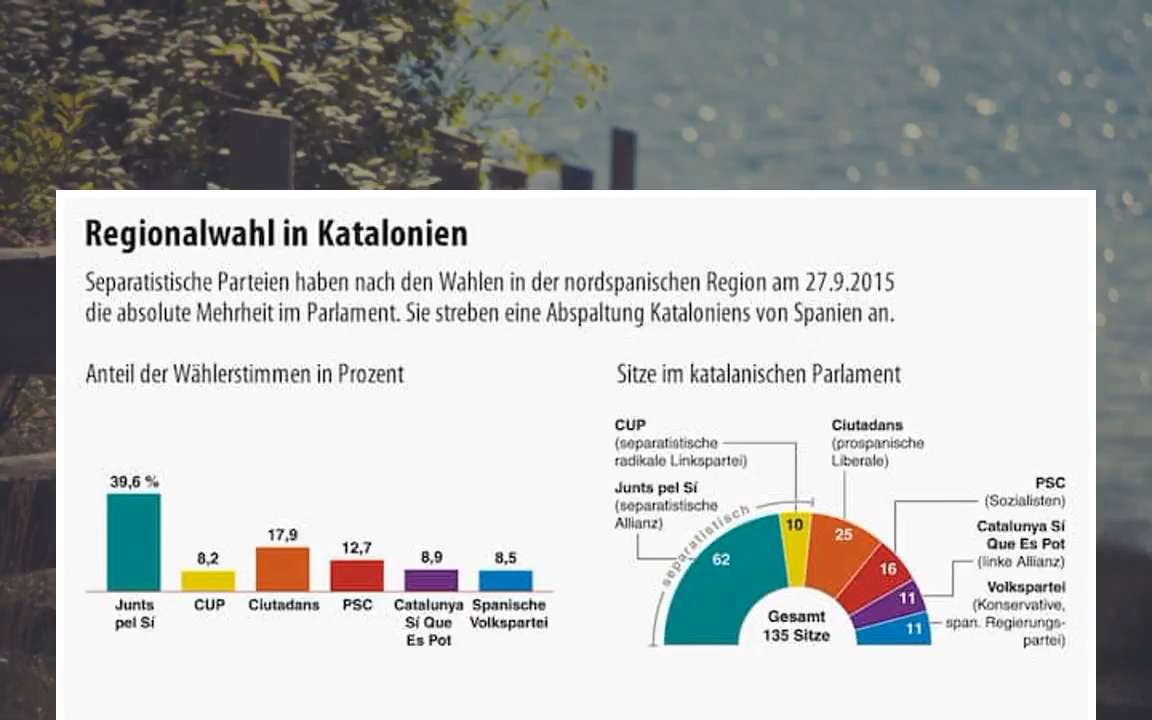 Regionalwahl in Katalonien
Separatistische Parteien haben nach den Wahlen in der nordspanischen Region am 27.9.2015
die absolute Mehrheit im Parlament. Sie streben eine Abspaltung Kataloniens von Spanien an.
Anteil der Wählerstimmen in Prozent
39,6 %
8,2
17,9
12,7
8,9
8,5
Junts
pel Sí
CUP
Ciutadans
PSC
Catalunya
Sí Que
Es Pot
Spanische
Volkspartei
Sitze im katalanischen Parlament
CUP
(separatistische
radikale Linkspartei)
Ciutadans
(prospanische
Liberale)
Junts pel Sí
(separatistische
Allianz)
PSC
(Sozialisten)
Catalunya Sí
Que Es Pot
(linke Allianz)
Volkspartei
(Konservative,
span. Regierungs-
partei)
separatistisch
62
10
25
16
11
11
Gesamt
135 Sitze